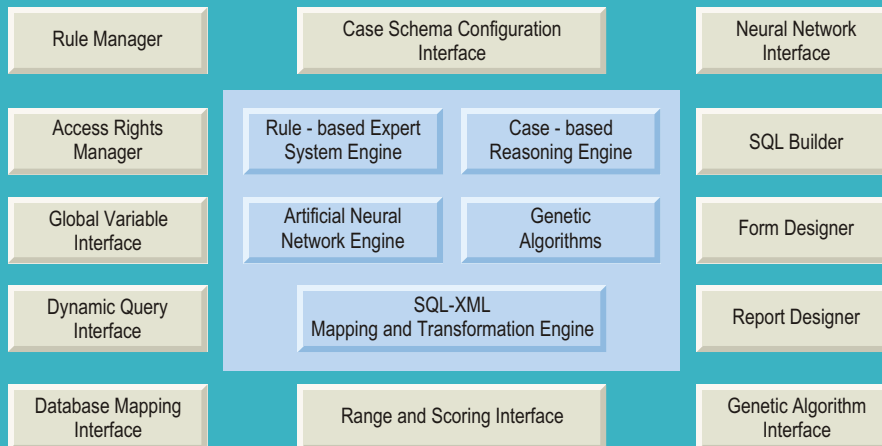 Rule Manager
Case Schema Configuration
Interface
Neural Network
Interface
Access Rights
Manager
Rule - based Expert
System Engine
Case - based
Reasoning Engine
SQL Builder
Global Variable
Interface
Artificial Neural
Network Engine
Genetic
Algorithms
Form Designer
Dynamic Query
Interface
SQL-XML
Mapping and Transformation Engine
Report Designer
Database Mapping
Interface
Range and Scoring Interface
Genetic Algorithm
Interface